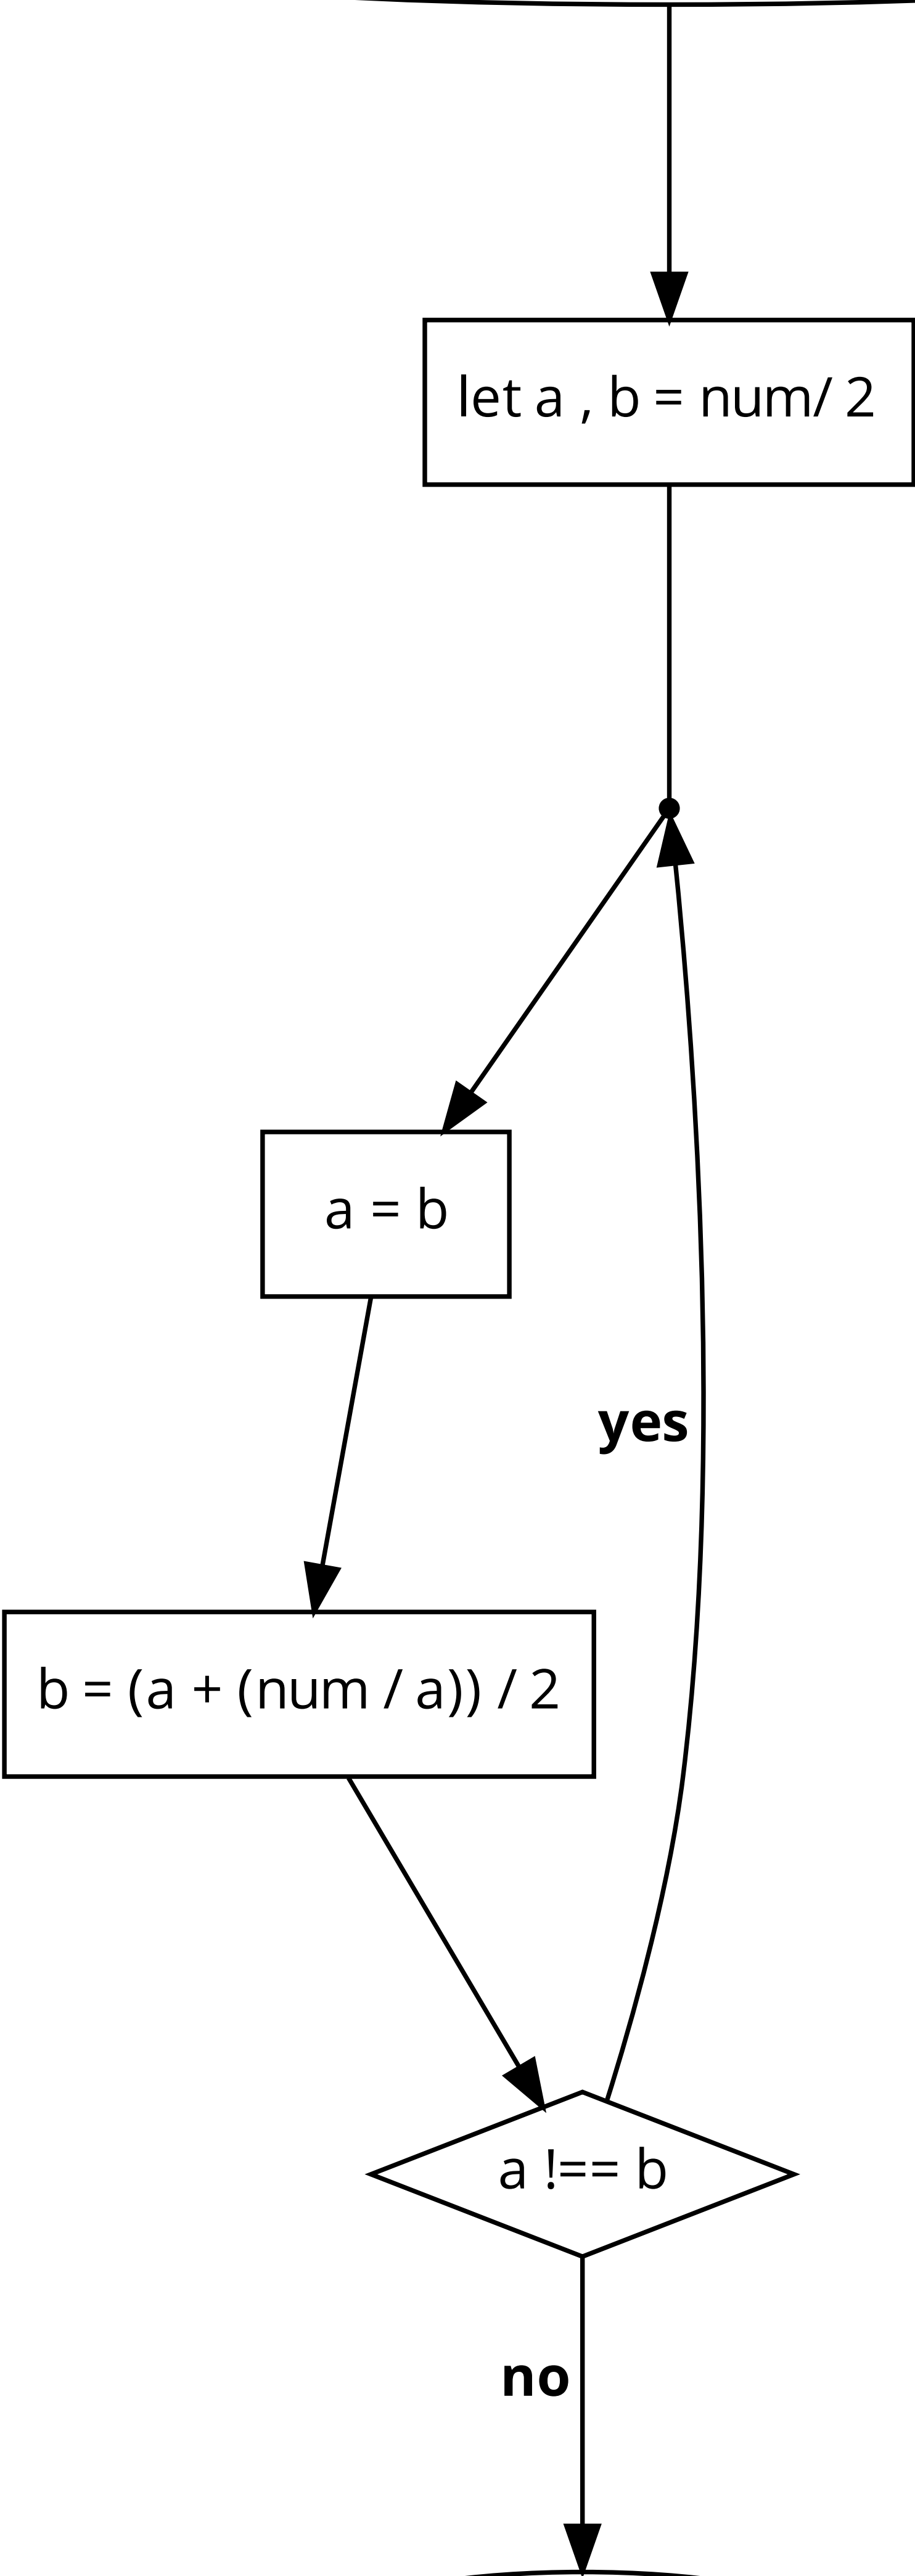 let a , b = num/ 2
a = b
yes
b = (a + (num / a)) / 2
a !== b
no